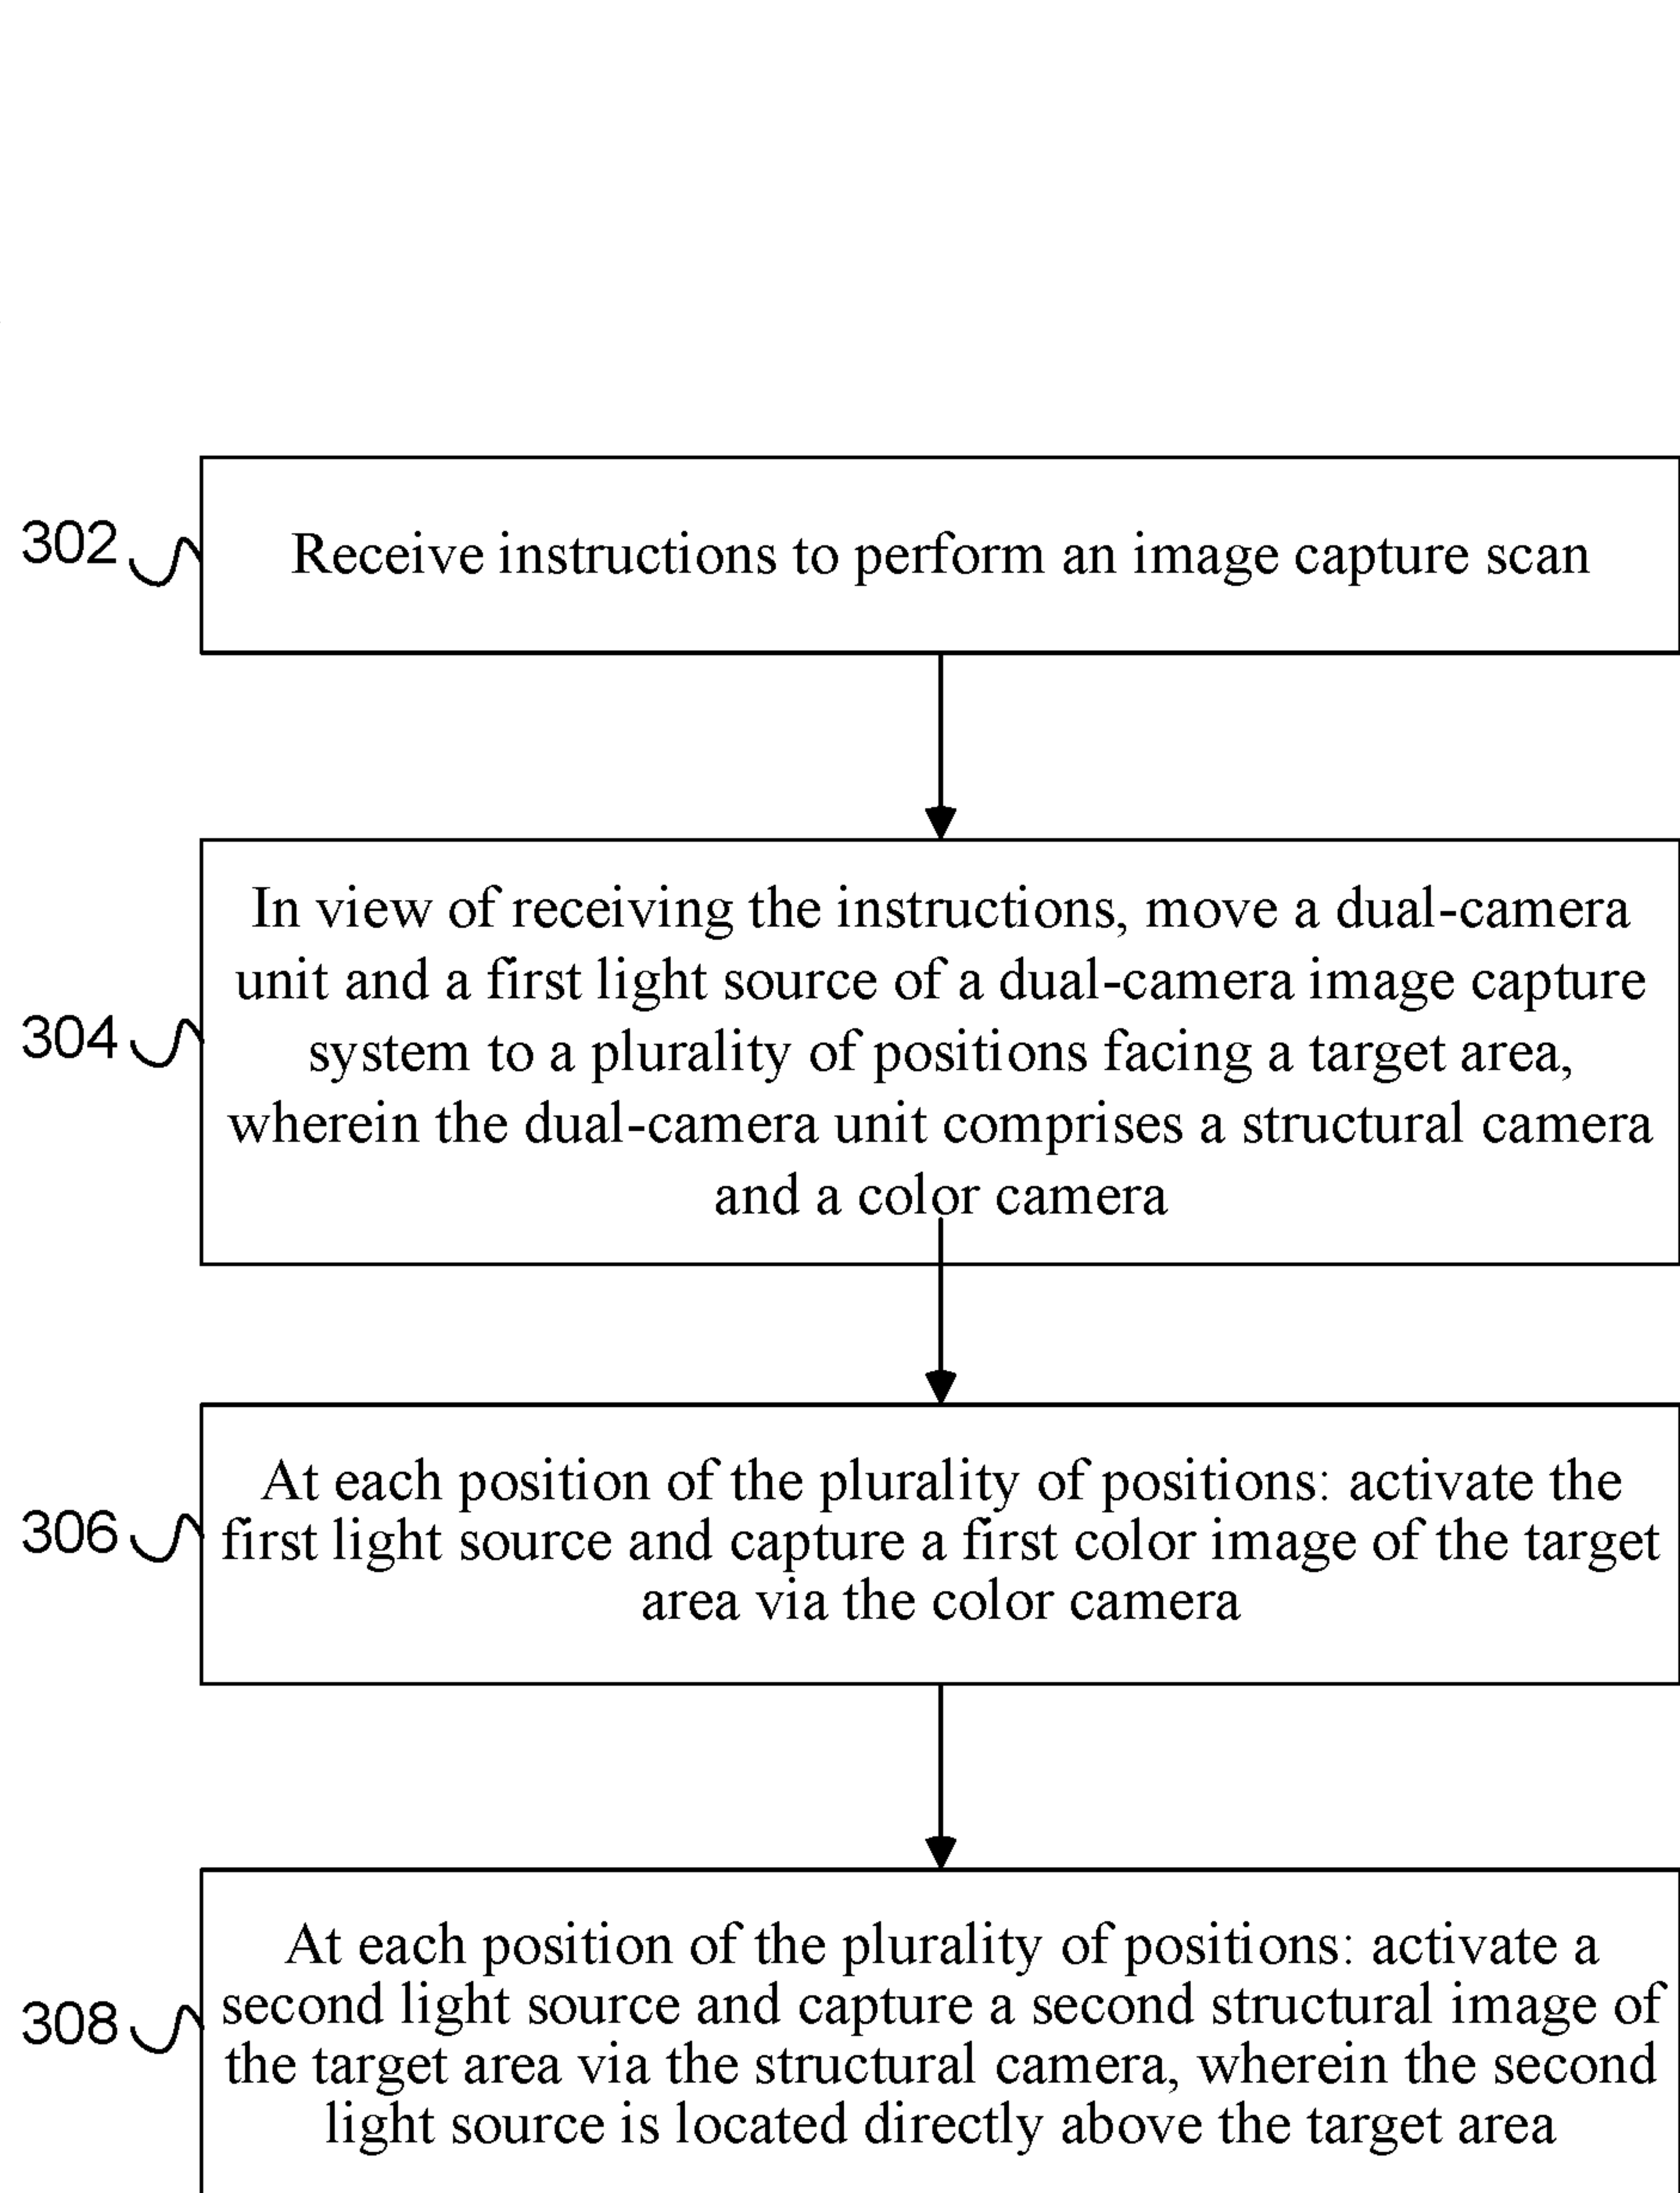 302
Receive instructions to perform an image capture scan
304
In view of receiving the instructions, move a dual-camera
unit and a first light source of a dual-camera image capture
system to a plurality of positions facing a target area,
wherein the dual-camera unit comprises a structural camera
and a color camera
306
At each position of the plurality of positions: activate the
first light source and capture a first color image of the target
area via the color camera
308
At each position of the plurality of positions: activate a
second light source and capture a second structural image of
the target area via the structural camera, wherein the second
light source is located directly above the target area